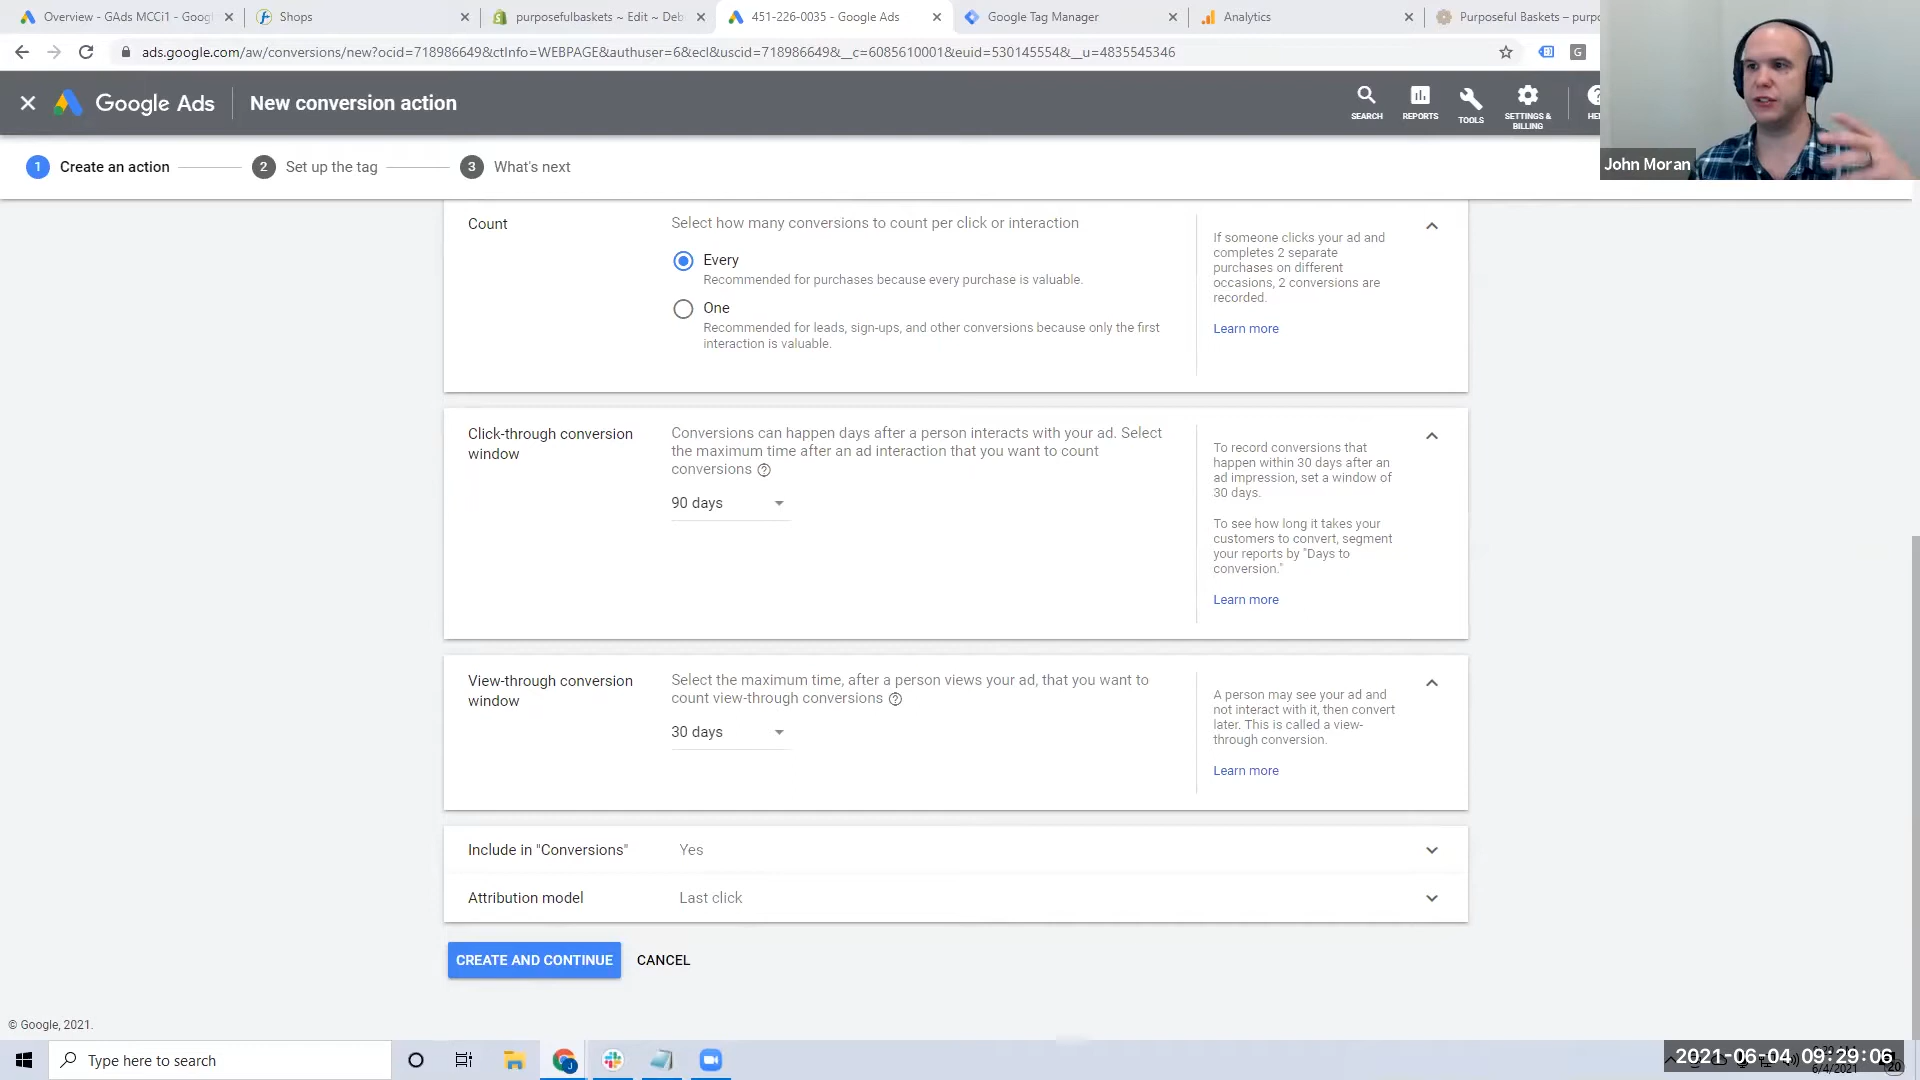 Overview - GAds MCCi1 - Goog
Shops
purposefulbaskets ~ Edit ~ Deb
451-226-0035 - Google Ads
Google Tag Manager
Analytics
Purposeful Baskets – purpo
ads.google.com/aw/conversions/new?ocid=718986649&ctInfo=WEBPAGE&authuser=6&ecl&uscid=718986649&__c=6085610001&euid=530145554&__u=4835545346
G
Google Ads
New conversion action
SEARCH
REPORTS
TOOLS
SETTINGS &
BILLING
HE
John Moran
1 Create an action
2 Set up the tag
3 What's next
Count
Select how many conversions to count per click or interaction
Every
Recommended for purchases because every purchase is valuable.
One
Recommended for leads, sign-ups, and other conversions because only the first
interaction is valuable.
If someone clicks your ad and
completes 2 separate
purchases on different
occasions, 2 conversions are
recorded.
Learn more
Click-through conversion
window
Conversions can happen days after a person interacts with your ad. Select
the maximum time after an ad interaction that you want to count
conversions
90 days
To record conversions that
happen within 30 days after an
ad impression, set a window of
30 days.
To see how long it takes your
customers to convert, segment
your reports by "Days to
conversion."
Learn more
View-through conversion
window
Select the maximum time, after a person views your ad, that you want to
count view-through conversions
30 days
A person may see your ad and
not interact with it, then convert
later. This is called a view-
through conversion.
Learn more
Include in "Conversions"
Yes
Attribution model
Last click
CREATE AND CONTINUE
CANCEL
© Google, 2021.
Type here to search
2021-06-04 09:29:06
6/4/2021
20